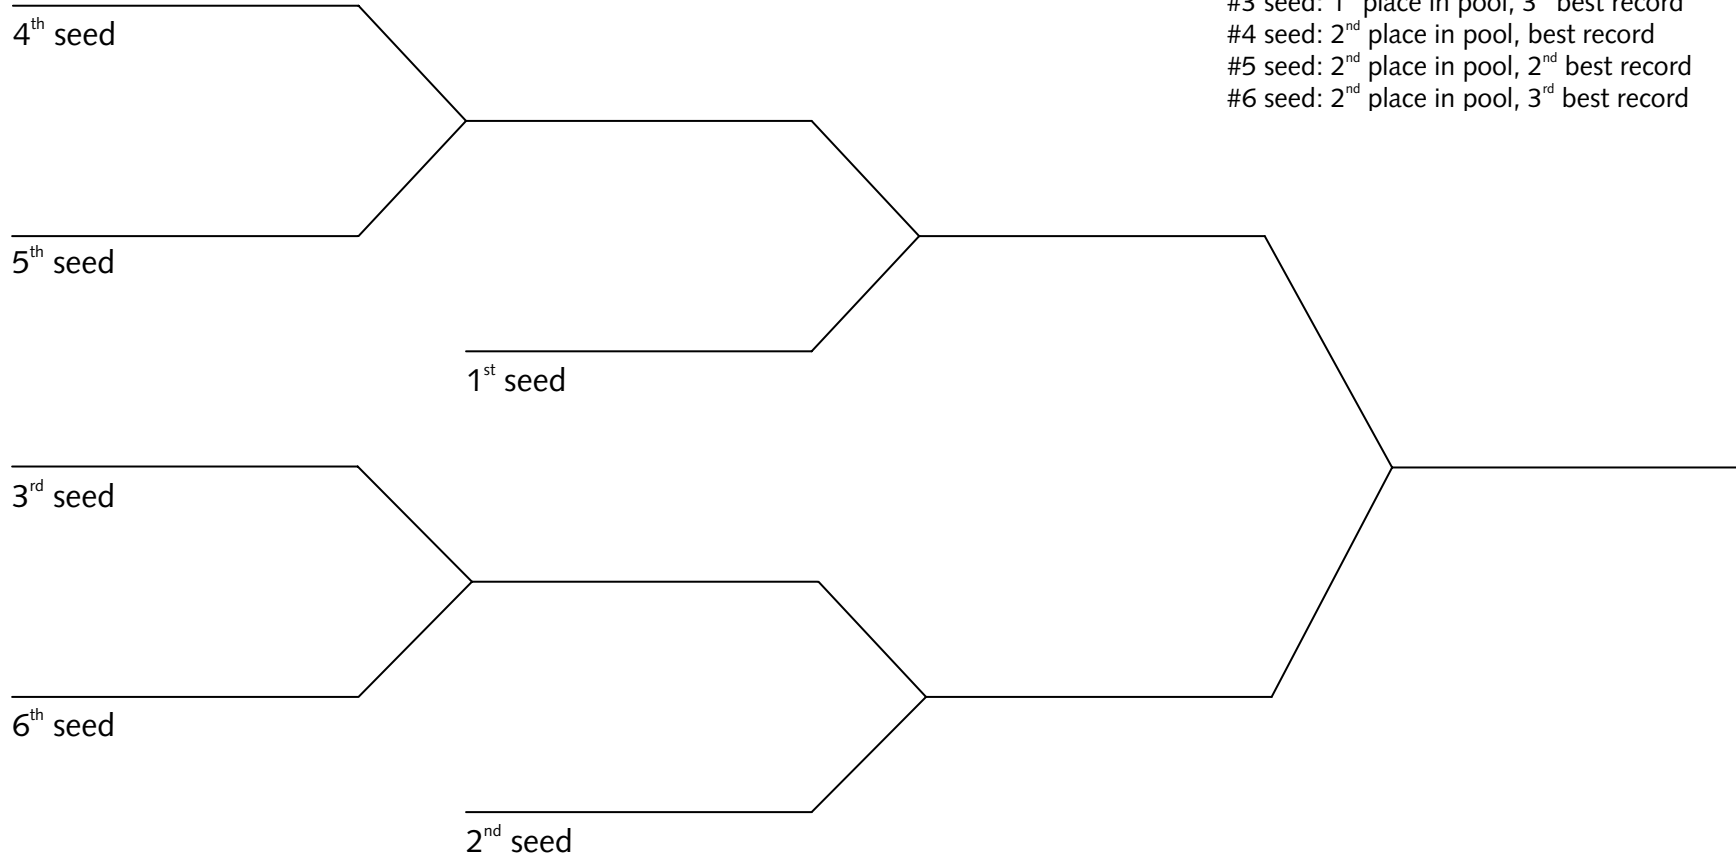 #3 seed: 1st place in pool, 3rd best record
#4 seed: 2nd place in pool, best record
#5 seed: 2nd place in pool, 2nd best record
#6 seed: 2nd place in pool, 3rd best record
4th seed
5th seed
1st seed
3rd seed
6th seed
2nd seed